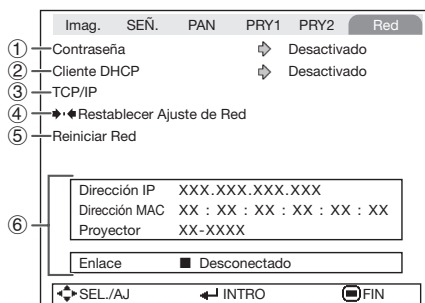 Imag. SEÑ. PAN PRY1 PRY2 Red
① Contraseña Desactivado
② Cliente DHCP Desactivado
③ TCP/IP
④ Restablecer Ajuste de Red
⑤ Reiniciar Red
⑥
Dirección IP XXX.XXX.XXX.XXX
Dirección MAC XX : XX : XX : XX : XX : XX
Proyector XX-XXXX
Enlace ■ Desconectado
SEL./AJ INTRO FIN